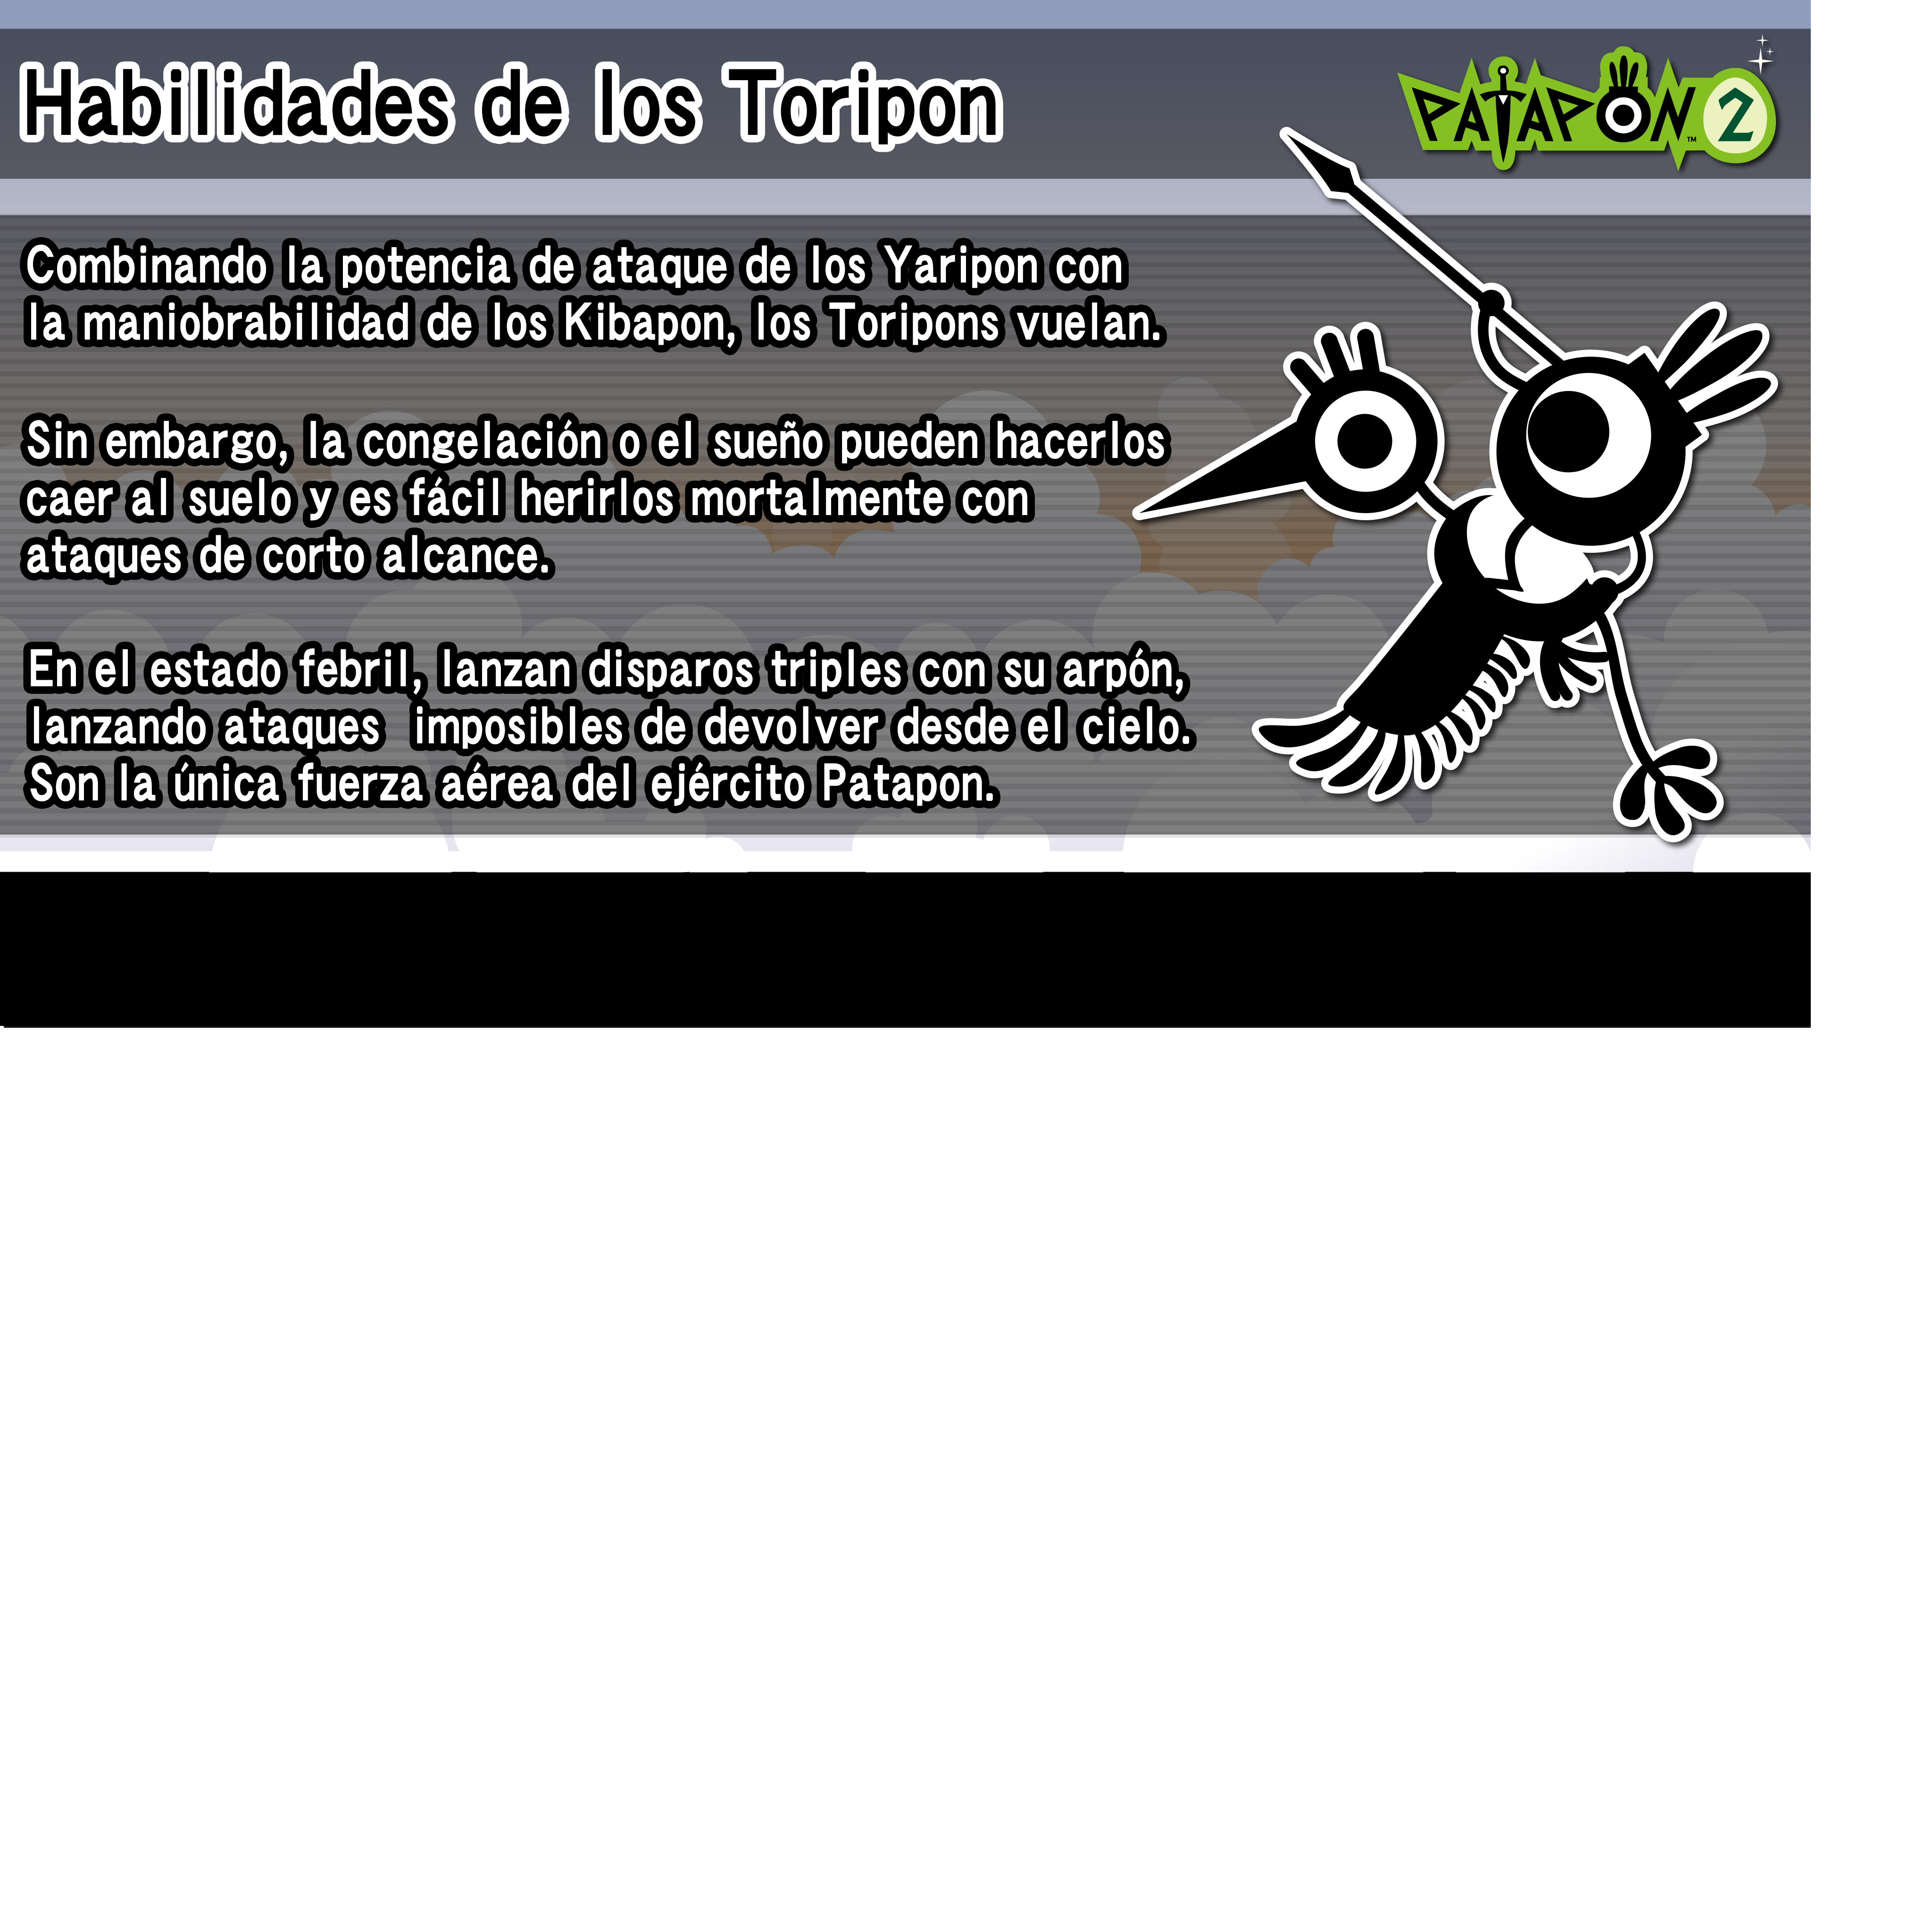 Habilidades de los Toripon
PATAPON™ 2
Combinando la potencia de ataque de los Yaripon con
la maniobrabilidad de los Kibapon, los Toripons vuelan.
Sin embargo, la congelación o el sueño pueden hacerlos
caer al suelo y es fácil herirlos mortalmente con
ataques de corto alcance.
En el estado febril, lanzan disparos triples con su arpón,
lanzando ataques  imposibles de devolver desde el cielo.
Son la única fuerza aérea del ejército Patapon.